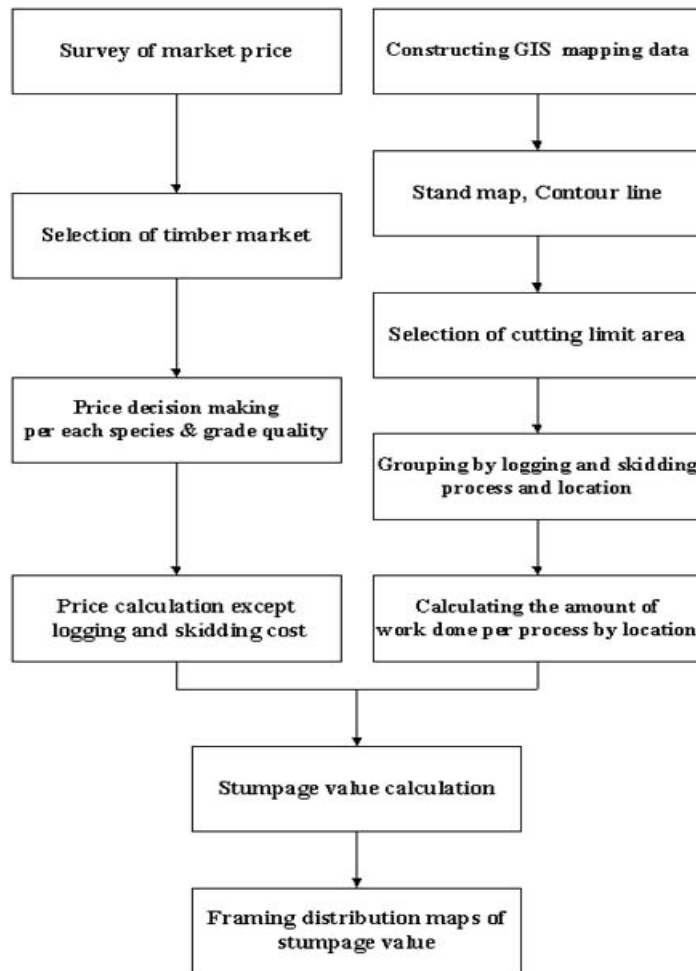 Survey of market price
Constructing GIS mapping data
Stand map, Contour line
Selection of timber market
Selection of cutting limit area
Price decision making
per each species & grade quality
Grouping by logging and skidding
process and location
Price calculation except
logging and skidding cost
Calculating the amount of
work done per process by location
Stumpage value calculation
Framing distribution maps of
stumpage value